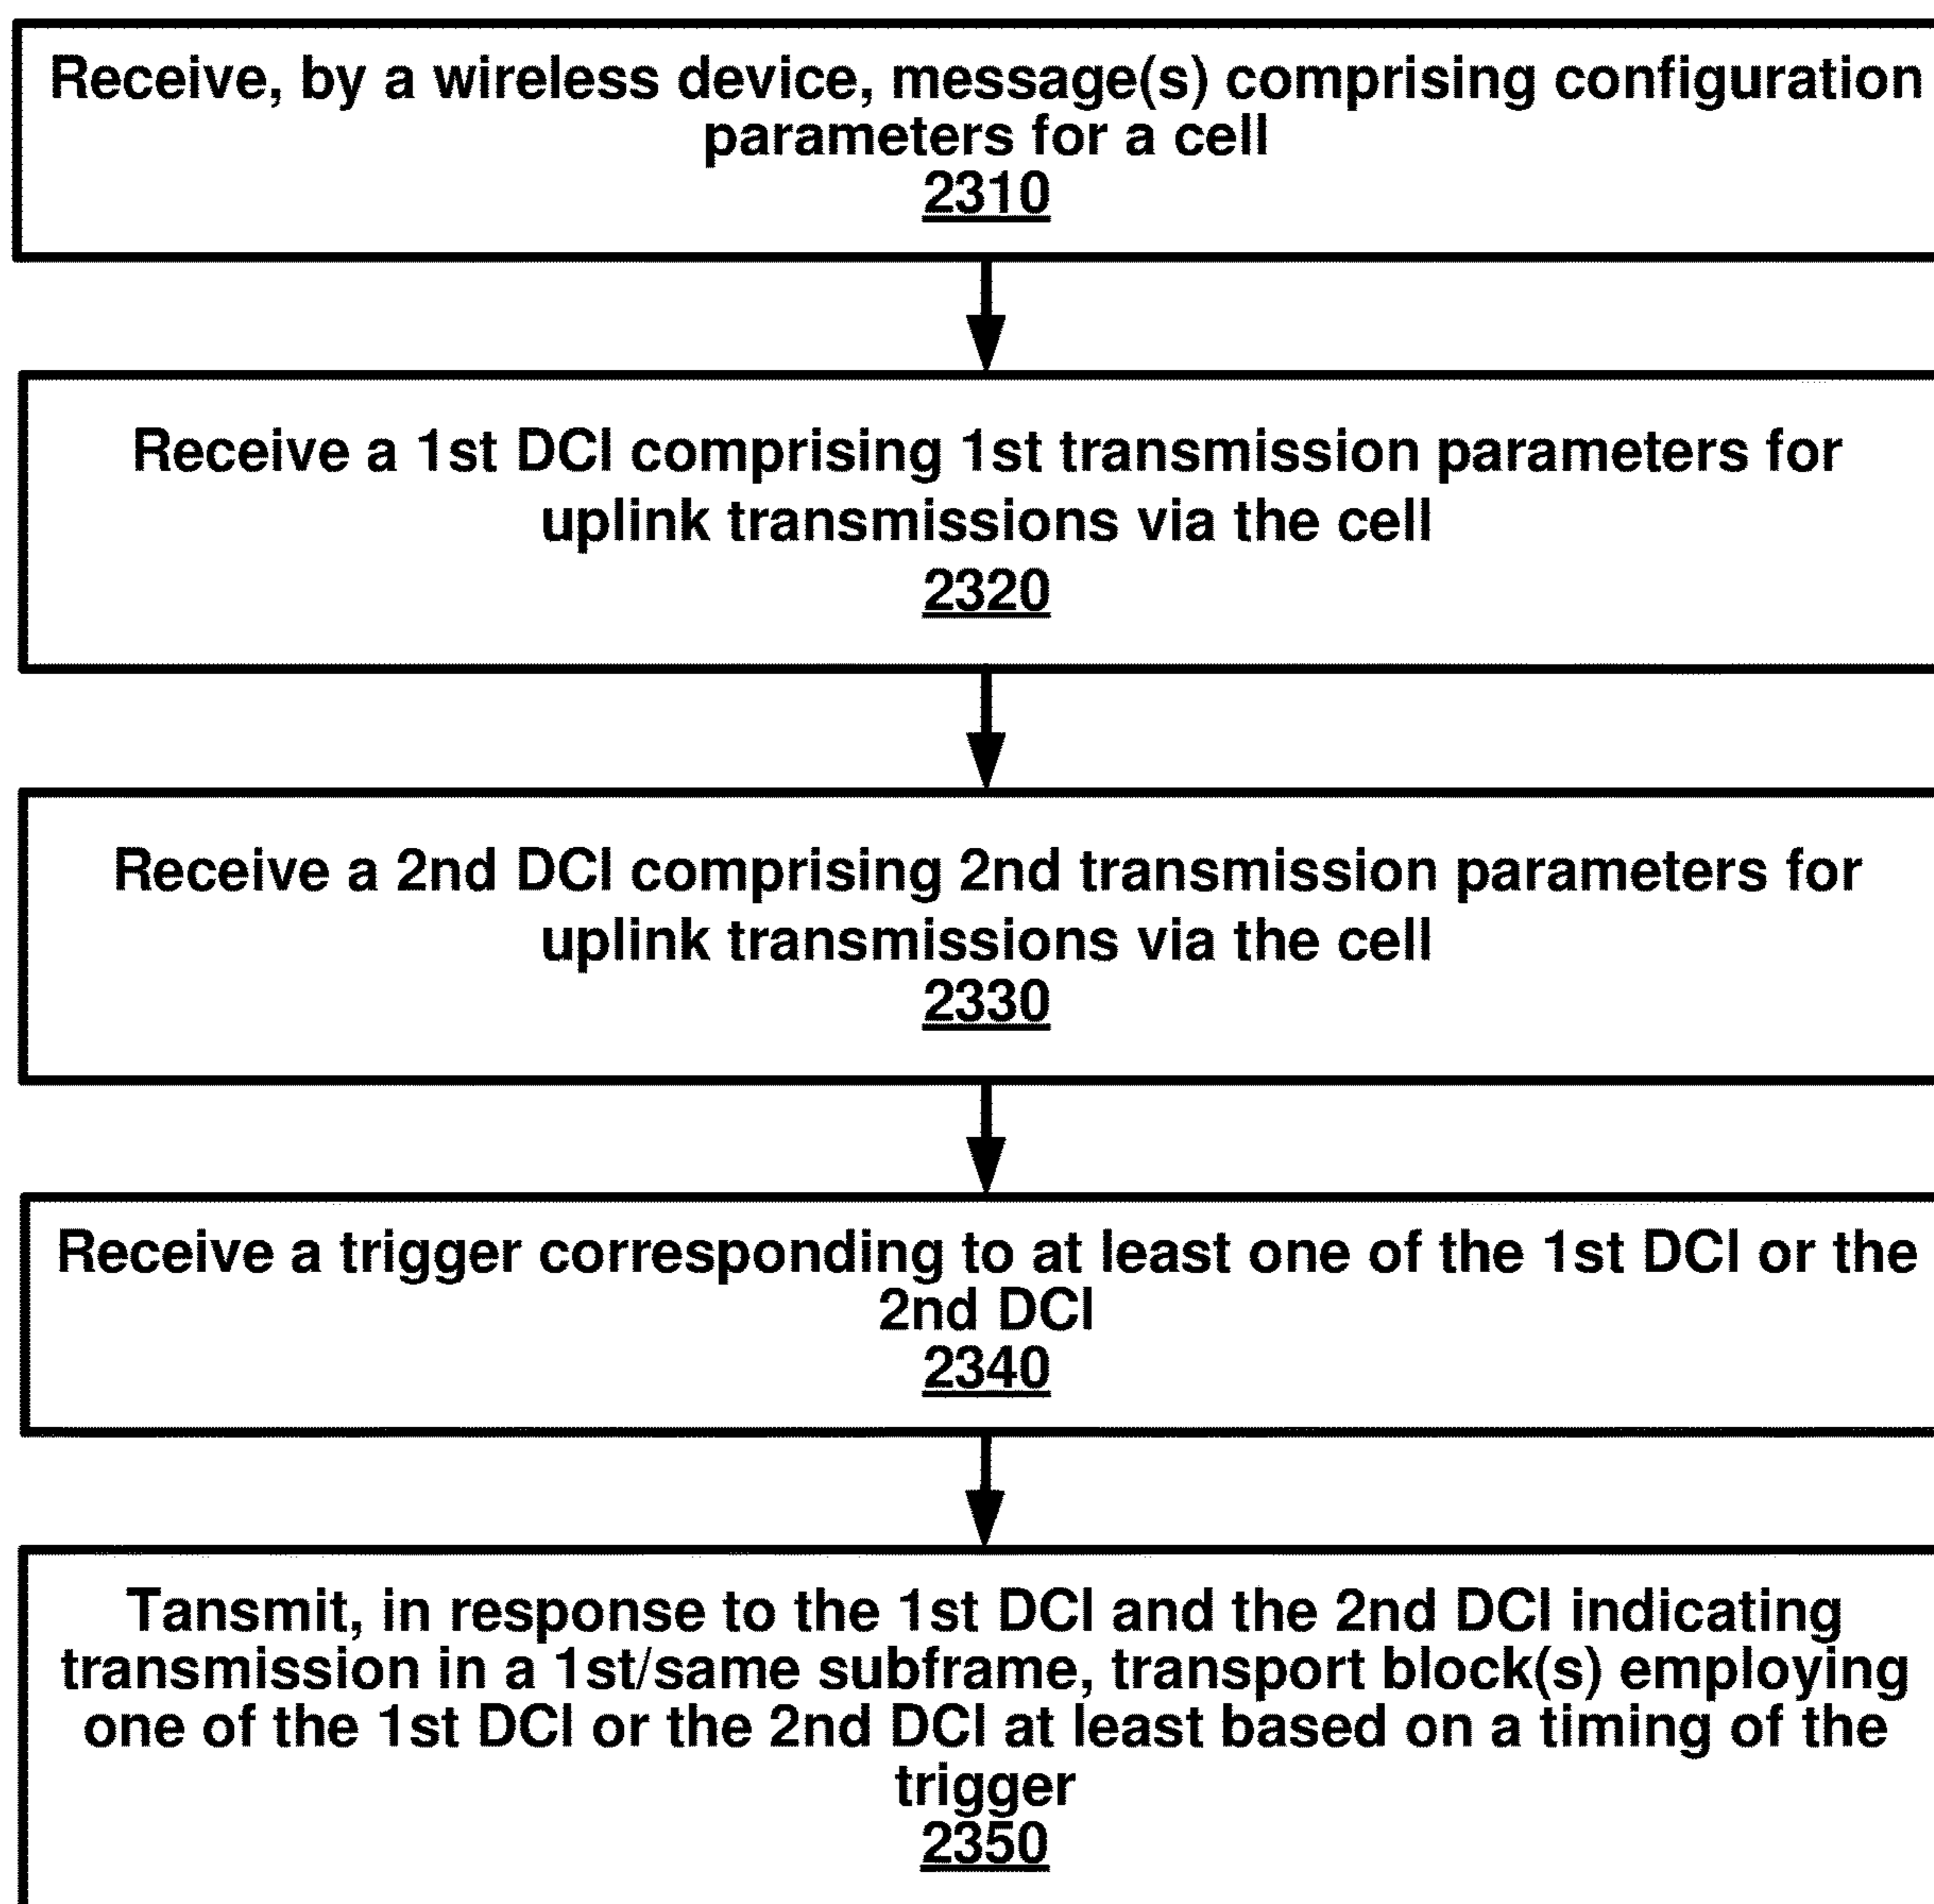 Receive, by a wireless device, message(s) comprising configuration
parameters for a cell
2310
Receive a 1st DCI comprising 1st transmission parameters for
uplink transmissions via the cell
2320
Receive a 2nd DCI comprising 2nd transmission parameters for
uplink transmissions via the cell
2330
Receive a trigger corresponding to at least one of the 1st DCI or the
2nd DCI
2340
Tansmit, in response to the 1st DCI and the 2nd DCI indicating
transmission in a 1st/same subframe, transport block(s) employing
one of the 1st DCI or the 2nd DCI at least based on a timing of the
trigger
2350